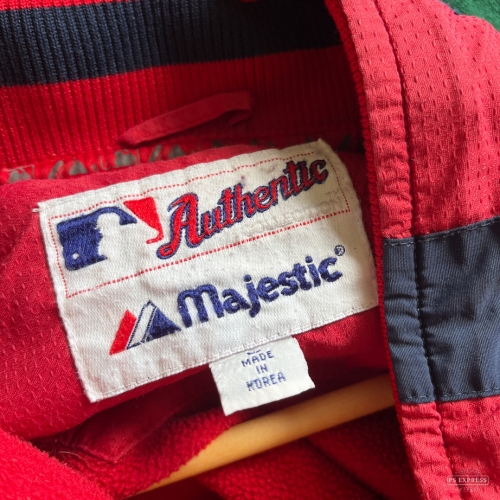 Authentic
Majestic®
MADE
IN
KOREA
PS EXPRESS